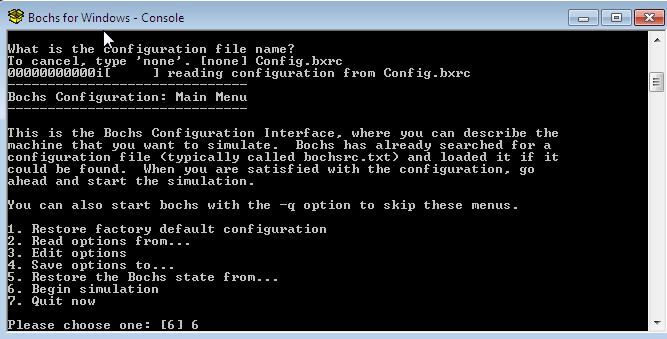 Bochs for Windows - Console
What is the configuration file name?
To cancel, type 'none'. [none] Config.bxrc
00000000000i[     ] reading configuration from Config.bxrc
------------------------------
Bochs Configuration: Main Menu
------------------------------
This is the Bochs Configuration Interface, where you can describe the
machine that you want to simulate.  Bochs has already searched for a
configuration file (typically called bochsrc.txt) and loaded it if it
could be found.  When you are satisfied with the configuration, go
ahead and start the simulation.
You can also start bochs with the -q option to skip these menus.
1. Restore factory default configuration
2. Read options from...
3. Edit options
4. Save options to...
5. Restore the Bochs state from...
6. Begin simulation
7. Quit now
Please choose one: [6] 6